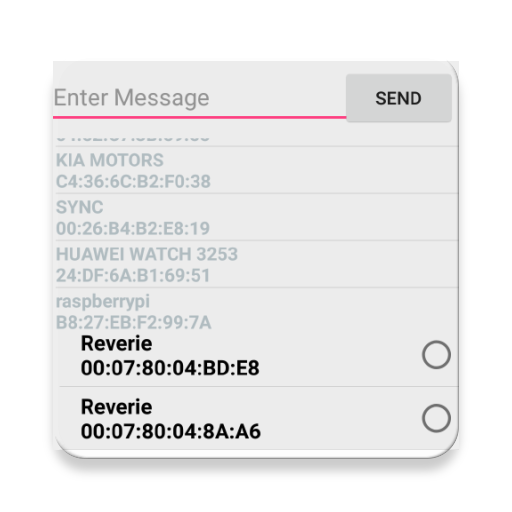 Enter Message
SEND
KIA MOTORS
C4:36:6C:B2:F0:38
SYNC
00:26:B4:B2:E8:19
HUAWEI WATCH 3253
24:DF:6A:B1:69:51
raspberrypi
B8:27:EB:F2:99:7A
Reverie
00:07:80:04:BD:E8
Reverie
00:07:80:04:8A:A6